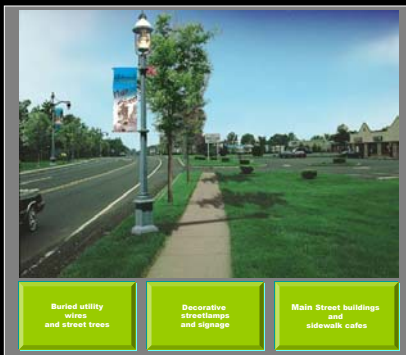 Buried utility
wires
and street trees
Decorative
streetlamps
and signage
Main Street buildings
and
sidewalk cafes